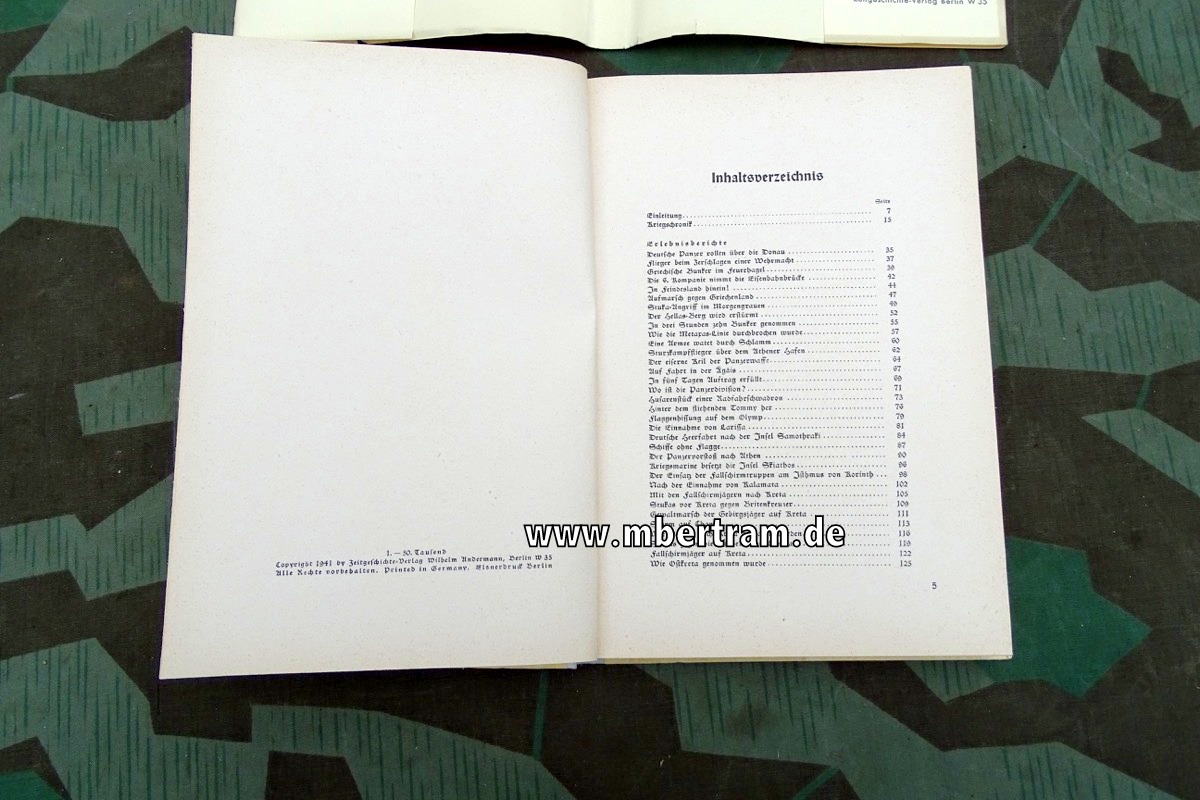 Zeitgeschichte-Verlag Berlin W 35
Inhaltsverzeichnis
Seite
Einleitung 7
Kriegschronik 15
Erlebnisberichte
Deutsche Panzer rollen über die Donau 35
Flieger beim Zerschlagen einer Wehrmacht 37
Griechische Bunker im Feuerhagel 39
Die 6. Kompanie nimmt die Eisenbahnbrücke 42
In Feindesland hinein! 44
Aufmarsch gegen Griechenland 47
Stuka-Angriff im Morgengrauen 49
Der Hellas-Berg wird erstürmt 52
In drei Stunden zehn Bunker genommen 55
Wie die Metaxas-Linie durchbrochen wurde 57
Eine Armee watet durch Schlamm 60
Sturzkampfflieger über dem Athener Hafen 62
Der eiserne Keil der Panzerwaffe 64
Auf Fahrt in der Ägäis 67
In fünf Tagen Auftrag erfüllt 69
Wo ist die Panzerdivision? 71
Husarenstück einer Radfahrschwadron 73
Hinter dem fliehenden Tommy her 76
Flaggenhissung auf dem Olymp 79
Die Einnahme von Larissa 81
Deutsche Heerfahrt nach der Insel Samothraki 84
Schiffe ohne Flagge 87
Der Panzervorstoß nach Athen 90
Kriegsmarine besetzt die Insel Skiathos 96
Der Einsatz der Fallschirmtruppen am Isthmus von Korinth 98
Nach der Einnahme von Kalamata 102
Mit den Fallschirmjägern nach Kreta 105
Stukas vor Kreta gegen Britenkreuzer 109
Gewaltmarsch der Gebirgsjäger auf Kreta 111
auf 113
den 116
119
Fallschirmjäger auf Kreta 122
Wie Ostkreta genommen wurde 125
5
1. — 50. Tausend
Copyright 1941 by Zeitgeschichte-Verlag Wilhelm Andermann, Berlin W 35
Alle Rechte vorbehalten. Printed in Germany. Elsnerdruck Berlin
www.mbertram.de